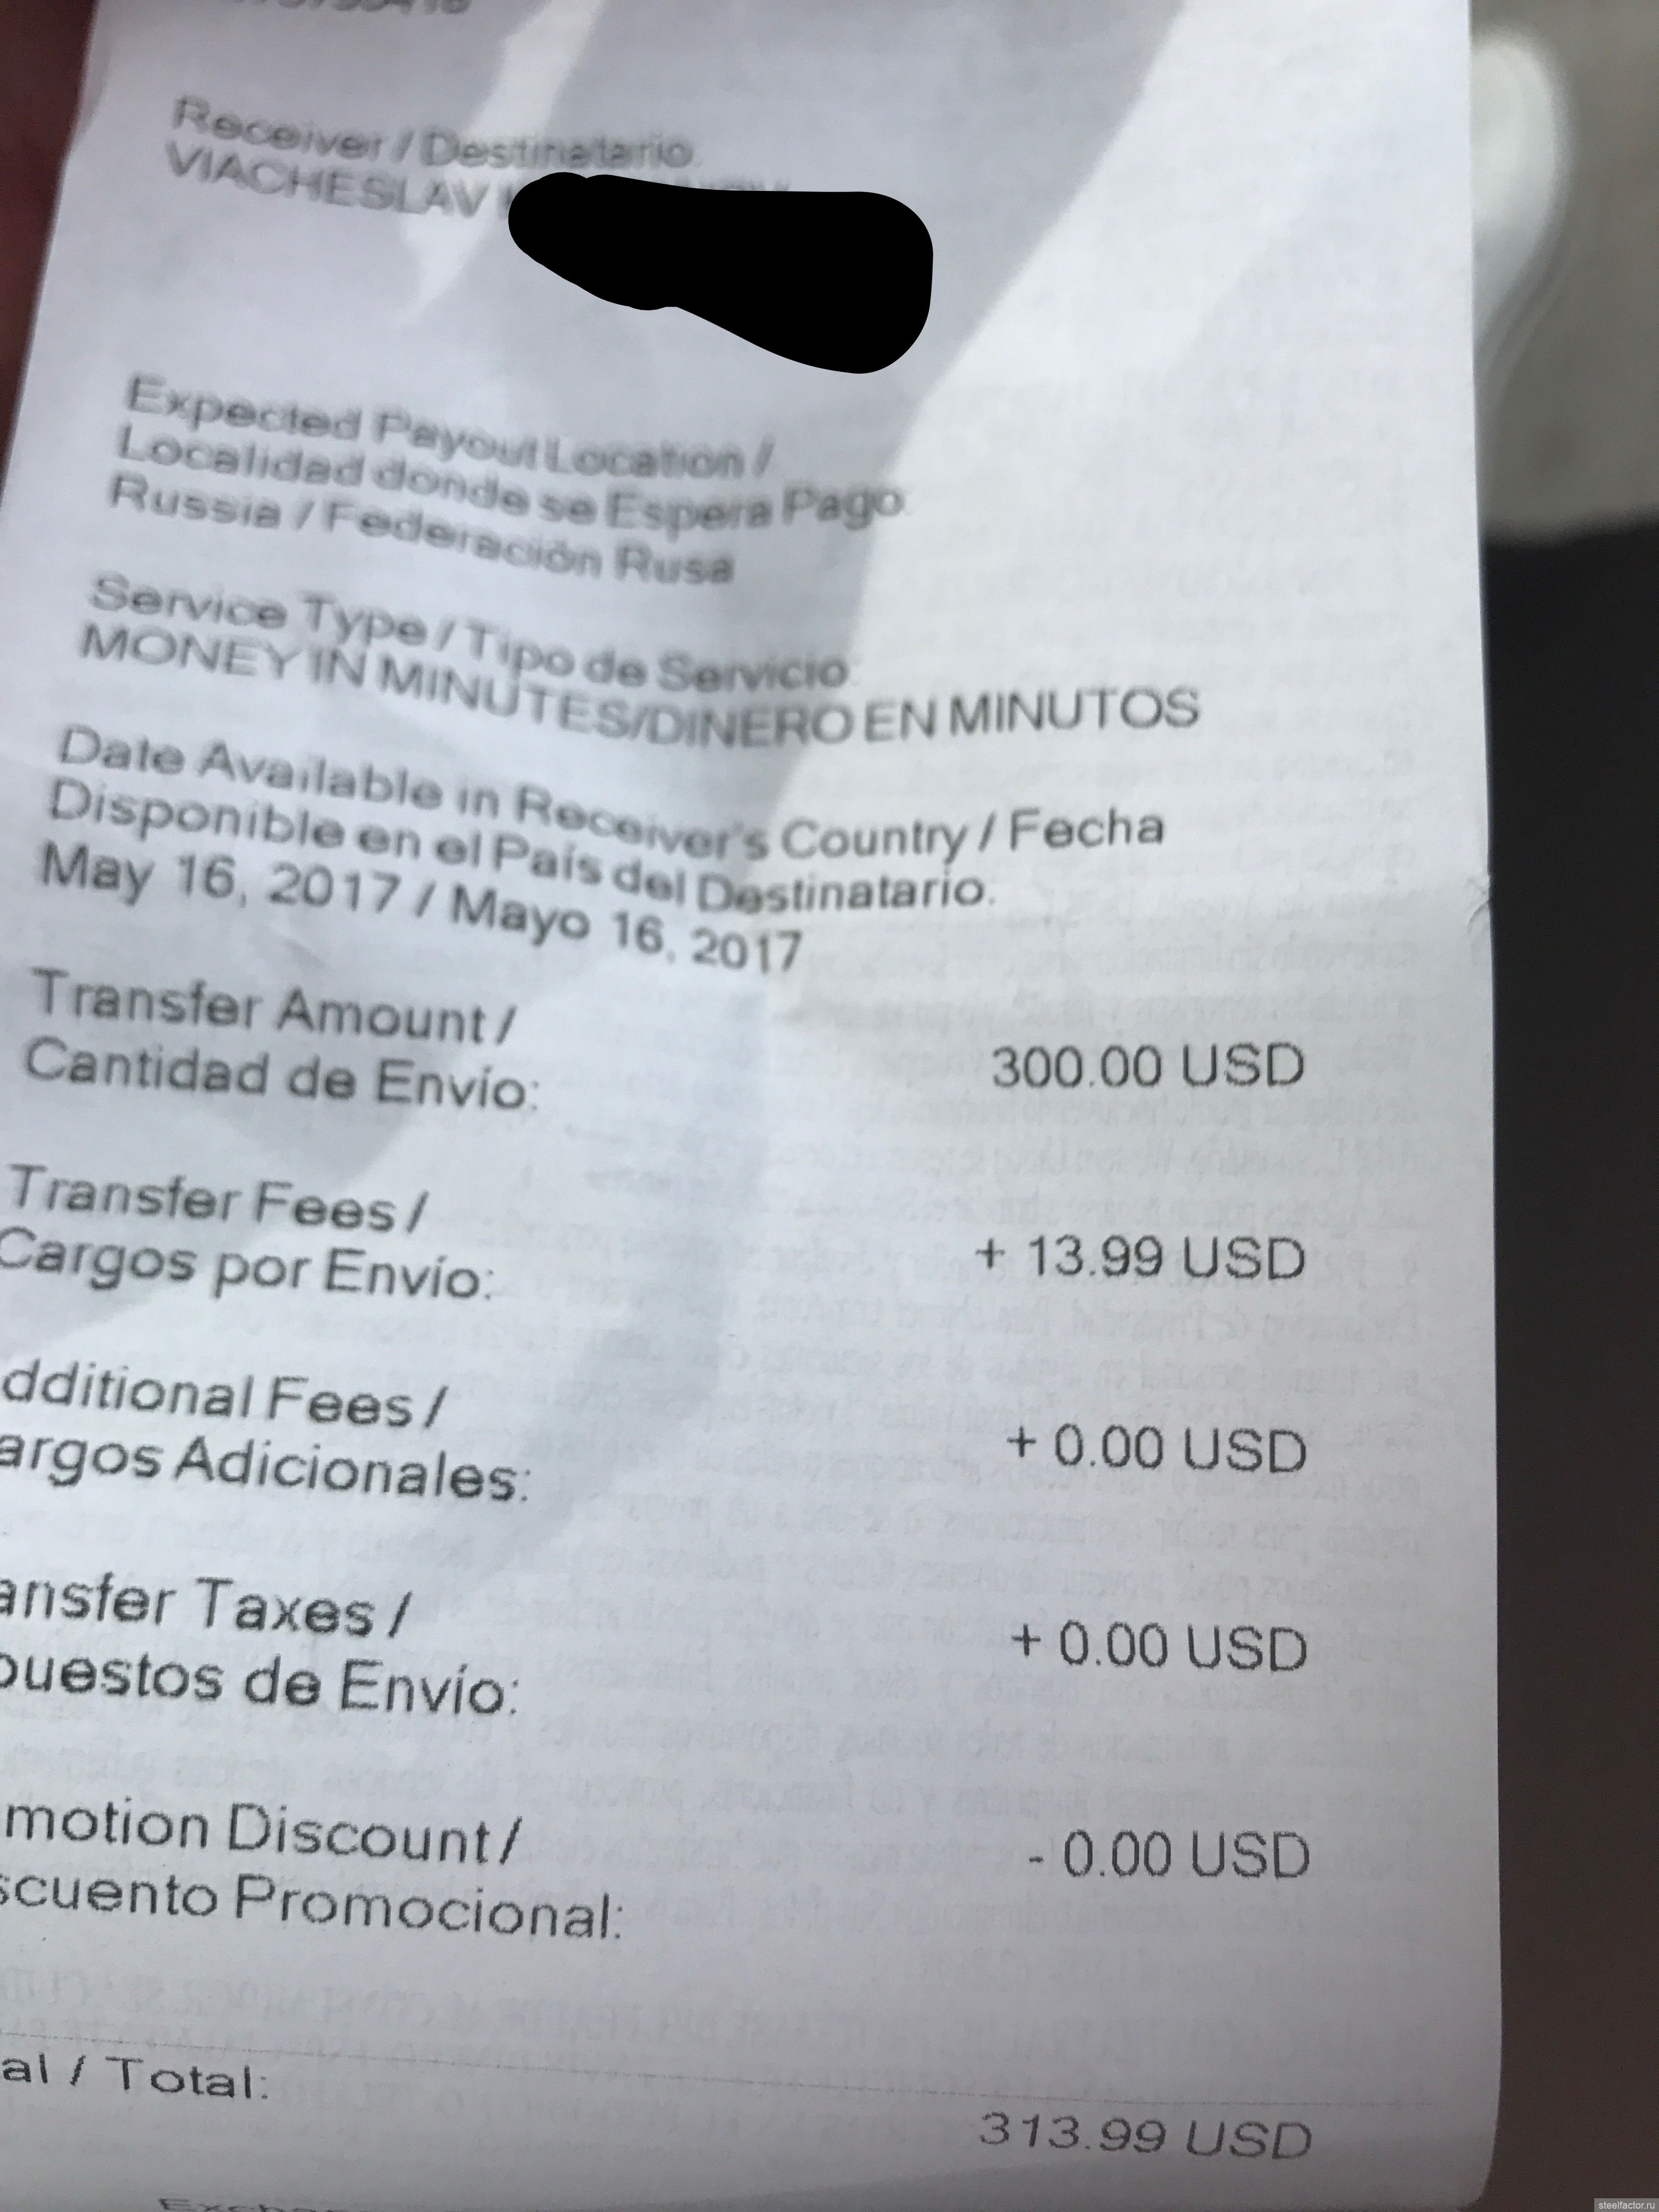 Receiver / Destinatario
VIACHESLAV
Expected Payout Location /
Localidad donde se Espera Pago:
Russia / Federación Rusa
Service Type / Tipo de Servicio:
MONEY IN MINUTES/DINERO EN MINUTOS
Date Available in Receiver's Country / Fecha
Disponible en el País del Destinatario:
May 16, 2017 / Mayo 16, 2017
Transfer Amount /
Cantidad de Envío: 300.00 USD
Transfer Fees /
Cargos por Envío: + 13.99 USD
dditional Fees /
argos Adicionales: + 0.00 USD
ansfer Taxes /
puestos de Envío: + 0.00 USD
motion Discount /
scuento Promocional: - 0.00 USD
al / Total:
313.99 USD
steelfactor.ru